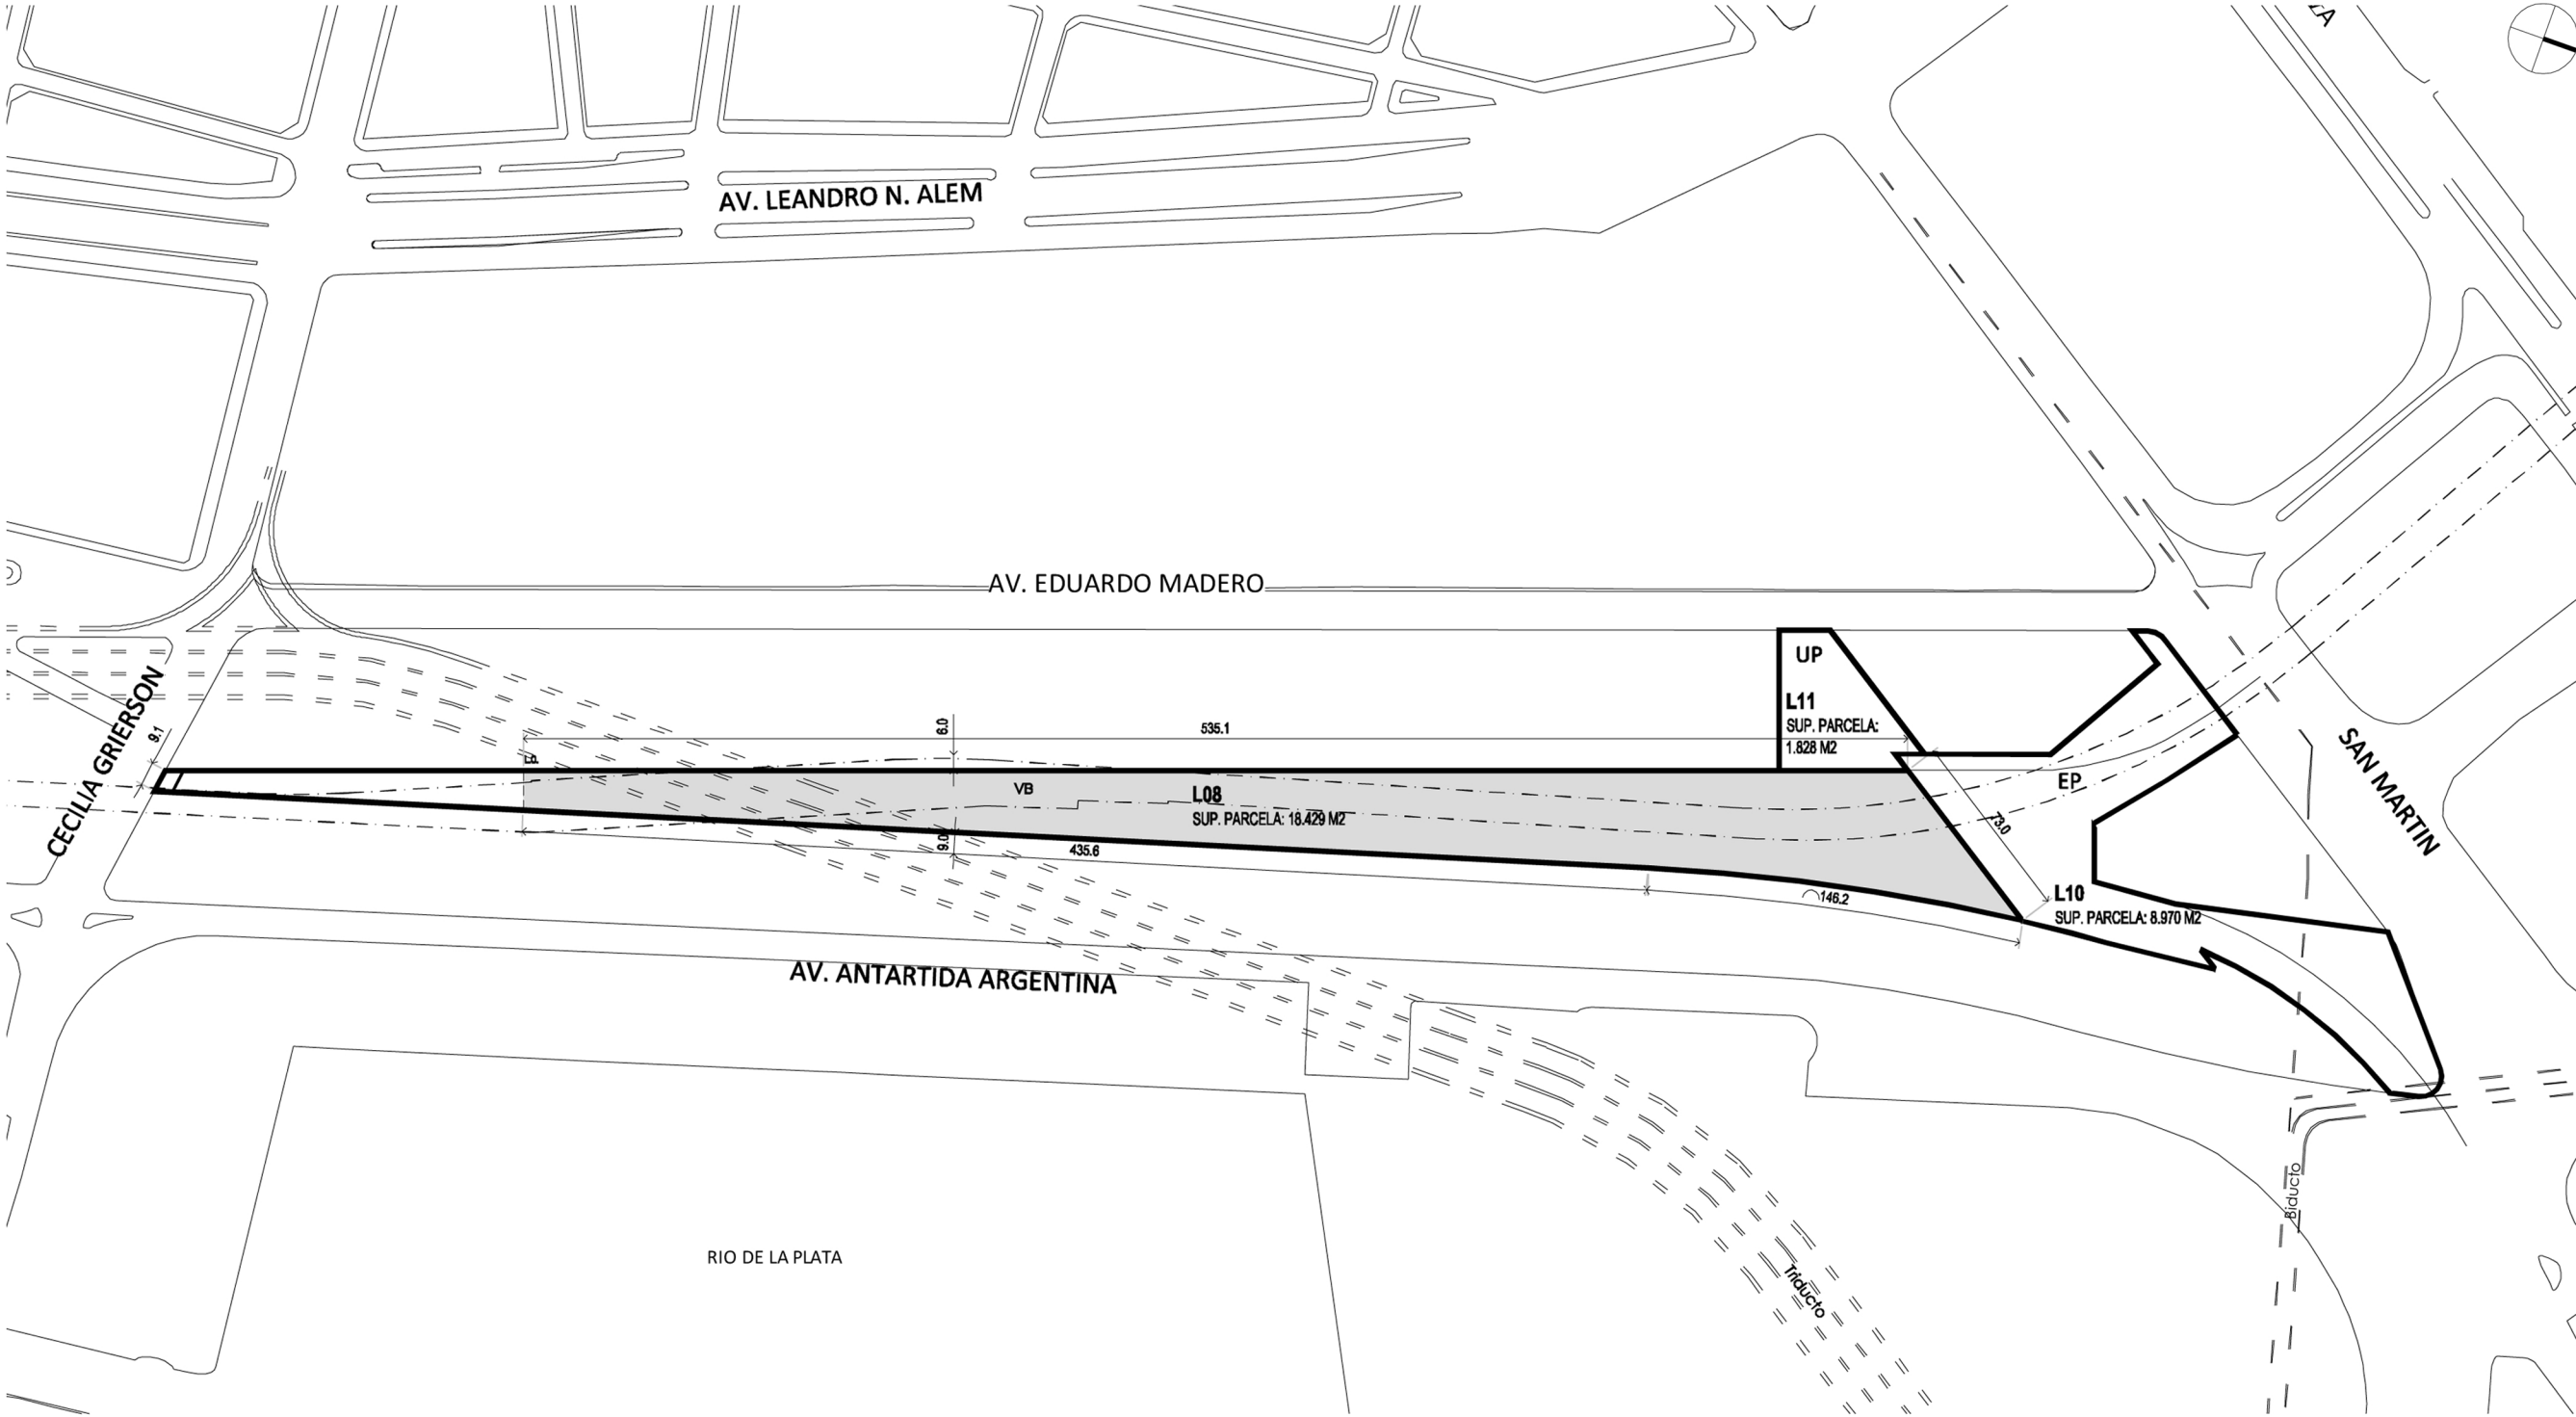 ZA
AV. LEANDRO N. ALEM
AV. EDUARDO MADERO
CECILIA GRIERSON
9.1
EP
6.0
535.1
UP
L11
SUP. PARCELA:
1.828 M2
VB
L08
SUP. PARCELA: 18.429 M2
9.0
435.6
146.2
73.0
EP
L10
SUP. PARCELA: 8.970 M2
SAN MARTIN
AV. ANTARTIDA ARGENTINA
RIO DE LA PLATA
Triducto
Biducto